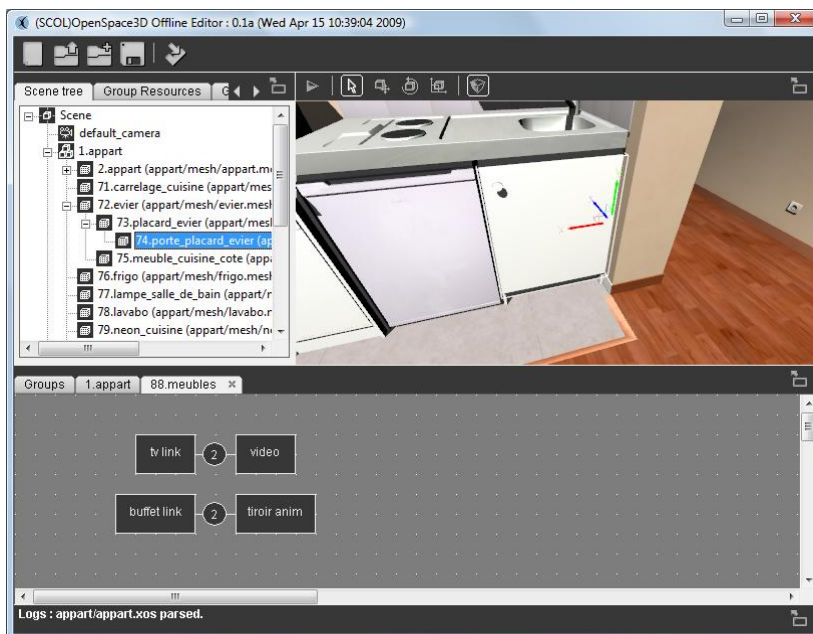 (SCOL)OpenSpace3D Offline Editor : 0.1a (Wed Apr 15 10:39:04 2009)
Scene tree Group Resources
Scene
default_camera
1.appart
2.appart (appart/mesh/appart.m
71.carrelage_cuisine (appart/mes
72.evier (appart/mesh/evier.mesh
73.placard_evier (appart/mesh
74.porte_placard_evier (ap
75.meuble_cuisine_cote (appa
76.frigo (appart/mesh/frigo.mesh
77.lampe_salle_de_bain (appart/r
78.lavabo (appart/mesh/lavabo.r
79.neon_cuisine (appart/mesh/n
Groups 1.appart 88.meubles
tv link 2 video
buffet link 2 tiroir anim
Logs : appart/appart.xos parsed.